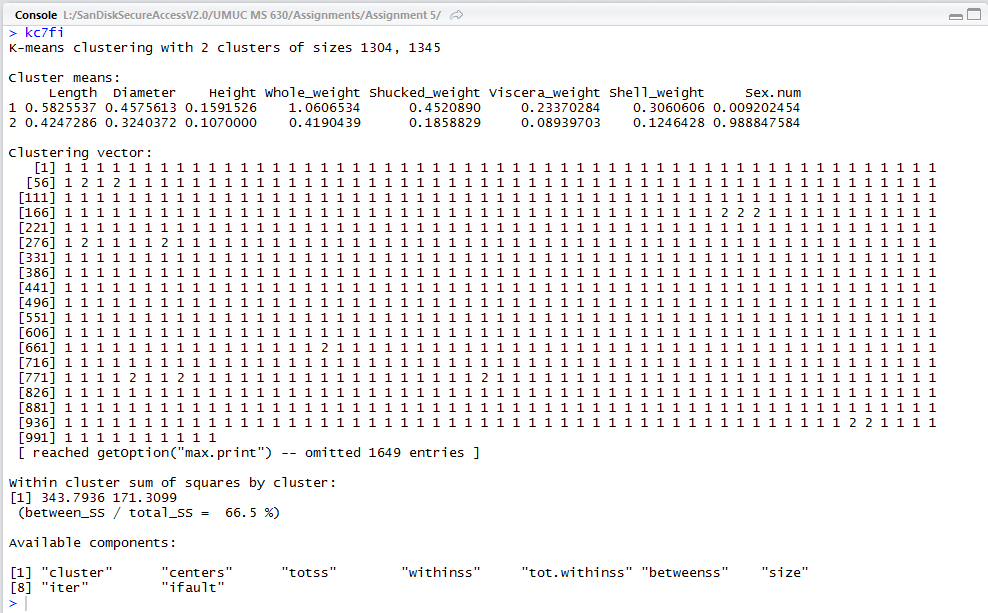 Console L:/SanDiskSecureAccessV2.0/UMUC MS 630/Assignments/Assignment 5/
> kc7fi
K-means clustering with 2 clusters of sizes 1304, 1345
Cluster means:
Length Diameter Height Whole_weight Shucked_weight Viscera_weight Shell_weight Sex.num
1 0.5825537 0.4575613 0.1591526 1.0606534 0.4520890 0.23370284 0.3060606 0.009202454
2 0.4247286 0.3240372 0.1070000 0.4190439 0.1858829 0.08939703 0.1246428 0.988847584
Clustering vector:
[1] 1 1 1 1 1 1 1 1 1 1 1 1 1 1 1 1 1 1 1 1 1 1 1 1 1 1 1 1 1 1 1 1 1 1 1 1 1 1 1 1 1 1 1 1 1 1 1 1 1 1 1 1 1 1 1
[56] 1 2 1 2 1 1 1 1 1 1 1 1 1 1 1 1 1 1 1 1 1 1 1 1 1 1 1 1 1 1 1 1 1 1 1 1 1 1 1 1 1 1 1 1 1 1 1 1 1 1 1 1 1 1 1
[111] 1 1 1 1 1 1 1 1 1 1 1 1 1 1 1 1 1 1 1 1 1 1 1 1 1 1 1 1 1 1 1 1 1 1 1 1 1 1 1 1 1 1 1 1 1 1 1 1 1 1 1 1 1 1 1
[166] 1 1 1 1 1 1 1 1 1 1 1 1 1 1 1 1 1 1 1 1 1 1 1 1 1 1 1 1 1 1 1 1 1 1 1 1 1 1 1 1 1 2 2 2 1 1 1 1 1 1 1 1 1 1 1
[221] 1 1 1 1 1 1 1 1 1 1 1 1 1 1 1 1 1 1 1 1 1 1 1 1 1 1 1 1 1 1 1 1 1 1 1 1 1 1 1 1 1 1 1 1 1 1 1 1 1 1 1 1 1 1 1
[276] 1 2 1 1 1 1 2 1 1 1 1 1 1 1 1 1 1 1 1 1 1 1 1 1 1 1 1 1 1 1 1 1 1 1 1 1 1 1 1 1 1 1 1 1 1 1 1 1 1 1 1 1 1 1 1
[331] 1 1 1 1 1 1 1 1 1 1 1 1 1 1 1 1 1 1 1 1 1 1 1 1 1 1 1 1 1 1 1 1 1 1 1 1 1 1 1 1 1 1 1 1 1 1 1 1 1 1 1 1 1 1 1
[386] 1 1 1 1 1 1 1 1 1 1 1 1 1 1 1 1 1 1 1 1 1 1 1 1 1 1 1 1 1 1 1 1 1 1 1 1 1 1 1 1 1 1 1 1 1 1 1 1 1 1 1 1 1 1 1
[441] 1 1 1 1 1 1 1 1 1 1 1 1 1 1 1 1 1 1 1 1 1 1 1 1 1 1 1 1 1 1 1 1 1 1 1 1 1 1 1 1 1 1 1 1 1 1 1 1 1 1 1 1 1 1 1
[496] 1 1 1 1 1 1 1 1 1 1 1 1 1 1 1 1 1 1 1 1 1 1 1 1 1 1 1 1 1 1 1 1 1 1 1 1 1 1 1 1 1 1 1 1 1 1 1 1 1 1 1 1 1 1 1
[551] 1 1 1 1 1 1 1 1 1 1 1 1 1 1 1 1 1 1 1 1 1 1 1 1 1 1 1 1 1 1 1 1 1 1 1 1 1 1 1 1 1 1 1 1 1 1 1 1 1 1 1 1 1 1 1
[606] 1 1 1 1 1 1 1 1 1 1 1 1 1 1 1 1 1 1 1 1 1 1 1 1 1 1 1 1 1 1 1 1 1 1 1 1 1 1 1 1 1 1 1 1 1 1 1 1 1 1 1 1 1 1 1
[661] 1 1 1 1 1 1 1 1 1 1 1 1 1 1 1 1 2 1 1 1 1 1 1 1 1 1 1 1 1 1 1 1 1 1 1 1 1 1 1 1 1 1 1 1 1 1 1 1 1 1 1 1 1 1 1
[716] 1 1 1 1 1 1 1 1 1 1 1 1 1 1 1 1 1 1 1 1 1 1 1 1 1 1 1 1 1 1 1 1 1 1 1 1 1 1 1 1 1 1 1 1 1 1 1 1 1 1 1 1 1 1 1
[771] 1 1 1 1 2 1 1 2 1 1 1 1 1 1 1 1 1 1 1 1 1 1 1 1 1 1 2 1 1 1 1 1 1 1 1 1 1 1 1 1 1 1 1 1 1 1 1 1 1 1 1 1 1 1 1
[826] 1 1 1 1 1 1 1 1 1 1 1 1 1 1 1 1 1 1 1 1 1 1 1 1 1 1 1 1 1 1 1 1 1 1 1 1 1 1 1 1 1 1 1 1 1 1 1 1 1 1 1 1 1 1 1
[881] 1 1 1 1 1 1 1 1 1 1 1 1 1 1 1 1 1 1 1 1 1 1 1 1 1 1 1 1 1 1 1 1 1 1 1 1 1 1 1 1 1 1 1 1 1 1 1 1 1 1 1 1 1 1 1
[936] 1 1 1 1 1 1 1 1 1 1 1 1 1 1 1 1 1 1 1 1 1 1 1 1 1 1 1 1 1 1 1 1 1 1 1 1 1 1 1 1 1 1 1 1 1 1 1 1 1 2 2 1 1 1 1
[991] 1 1 1 1 1 1 1 1 1 1
[ reached getOption("max.print") -- omitted 1649 entries ]
Within cluster sum of squares by cluster:
[1] 343.7936 171.3099
(between_SS / total_SS = 66.5 %)
Available components:
[1] "cluster" "centers" "totss" "withinss" "tot.withinss" "betweenss" "size"
[8] "iter" "ifault"
>